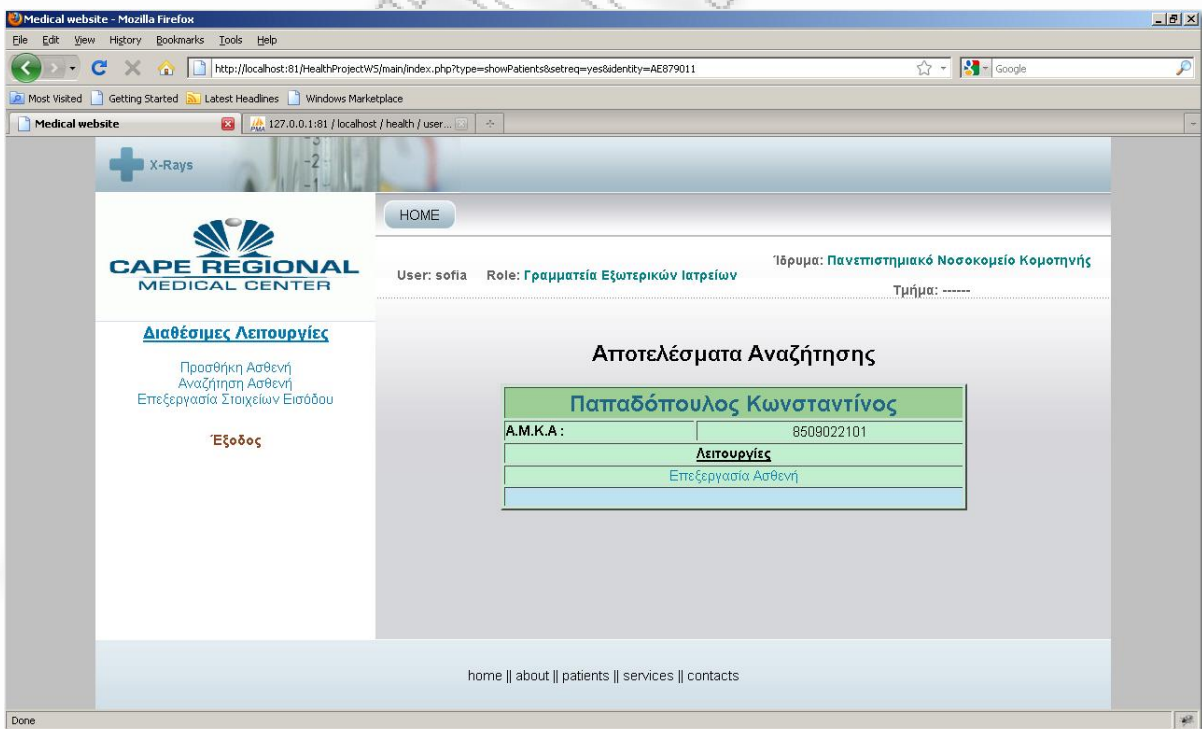 Medical website - Mozilla Firefox
File Edit View History Bookmarks Tools Help
http://localhost:81/HealthProjectWS/main/index.php?type=showPatients&setreq=yes&identity=AE879011
Google
Most Visited Getting Started Latest Headlines Windows Marketplace
Medical website 127.0.0.1:81 / localhost / health / user...
X-Rays
-2
-1
HOME
CAPE REGIONAL
MEDICAL CENTER
User: sofia Role: Γραμματεία Εξωτερικών Ιατρείων
Ίδρυμα: Πανεπιστημιακό Νοσοκομείο Κομοτηνής
Τμήμα: ------
Διαθέσιμες Λειτουργίες
Προσθήκη Ασθενή
Αναζήτηση Ασθενή
Επεξεργασία Στοιχείων Εισόδου
Έξοδος
Αποτελέσματα Αναζήτησης
Παπαδόπουλος Κωνσταντίνος
Α.Μ.Κ.Α : 8509022101
Λειτουργίες
Επεξεργασία Ασθενή
home || about || patients || services || contacts
Done